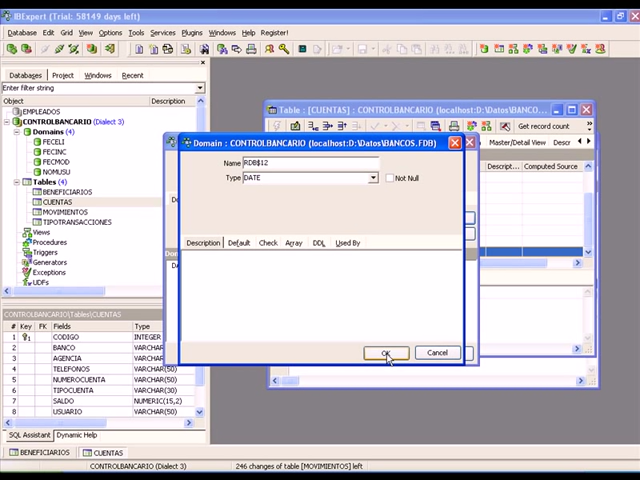 IBExpert (Trial: 58149 days left)
Database Edit Grid View Options Tools Services Plugins Windows Help Register!
Databases Project Windows Recent
Enter filter string
Object Description
EMPLEADOS
CONTROLBANCARIO (Dialect 3)
Domains (4)
FECELI
FECINC
FECMOD
NOMUSU
Tables (4)
BENEFICIARIOS
CUENTAS
MOVIMIENTOS
TIPOTRANSACCIONES
Views
Procedures
Triggers
Generators
Exceptions
UDFs
CONTROLBANCARIO\Tables\CUENTAS
# Key FK Fields Type
1 CODIGO INTEGER
2 BANCO VARCHAR
3 AGENCIA VARCHAR
4 TELEFONOS VARCHAR(50)
5 NUMEROCUENTA VARCHAR(50)
6 TIPOCUENTA VARCHAR(30)
7 SALDO NUMERIC(15,2)
8 USUARIO VARCHAR(50)
SQL Assistant Dynamic Help
Table : [CUENTAS] : CONTROLBANCARIO (localhost:D:\Datos\BANCO...
Get record count
Master/Detail View Descr
Descript... Computed Source
Domain : CONTROLBANCARIO (localhost:D:\Datos\BANCOS.FDB)
Name RDB$12
Type DATE Not Null
Description Default Check Array DDL Used By
OK Cancel
BENEFICIARIOS CUENTAS
CONTROLBANCARIO (Dialect 3) 246 changes of table [MOVIMIENTOS] left